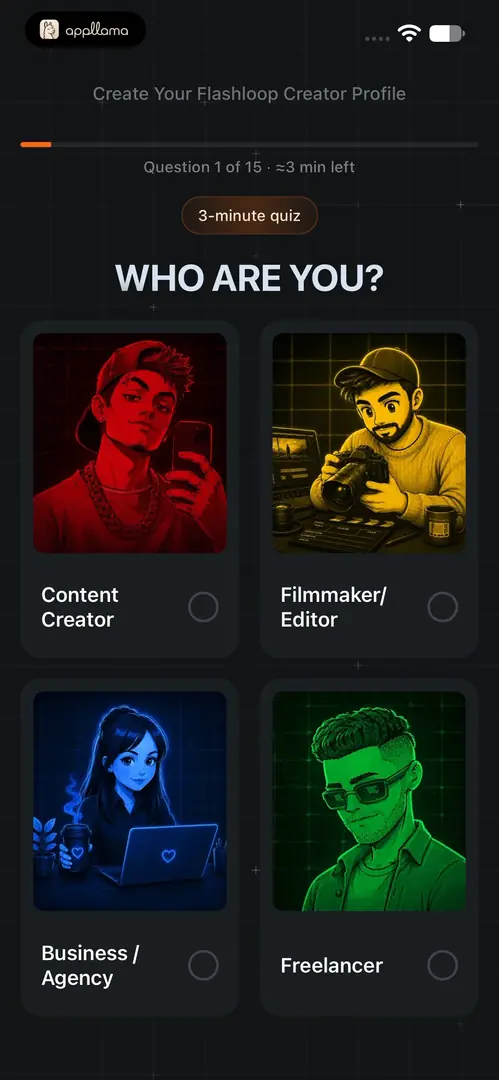 appllama
Create Your Flashloop Creator Profile
Question 1 of 15 · ≈3 min left
3-minute quiz
WHO ARE YOU?
Content
Creator
Filmmaker/
Editor
Business /
Agency
Freelancer